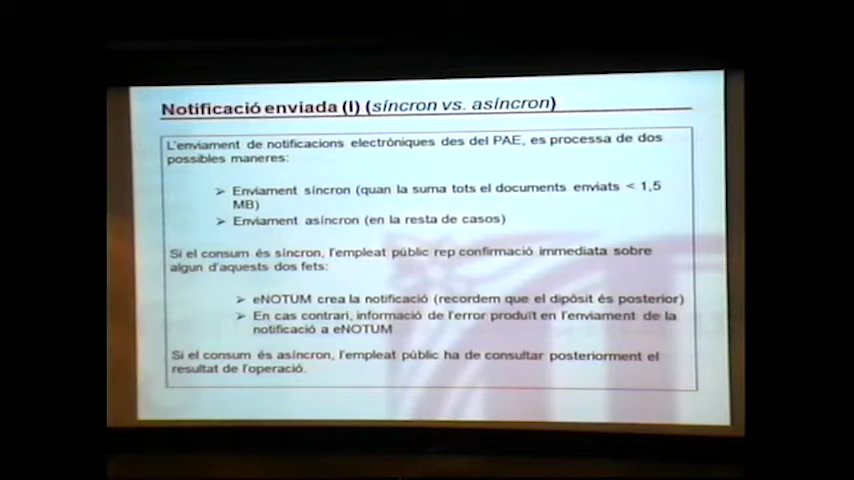 Notificació enviada (I) (síncron vs. asíncron)
L'enviament de notificacions electròniques des del PAE, es processa de dos
possibles maneres:
➢ Enviament síncron (quan la suma tots el documents enviats < 1,5
MB)
➢ Enviament asíncron (en la resta de casos)
Si el consum és síncron, l'empleat públic rep confirmació immediata sobre
algun d'aquests dos fets:
➢ eNOTUM crea la notificació (recordem que el dipòsit és posterior)
➢ En cas contrari, informació de l'error produït en l'enviament de la
notificació a eNOTUM
Si el consum és asíncron, l'empleat públic ha de consultar posteriorment el
resultat de l'operació.